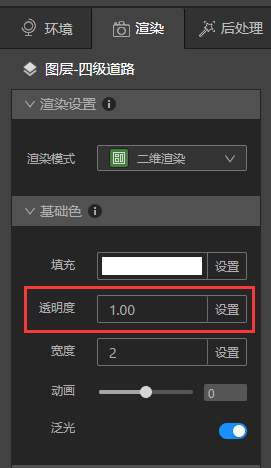 环境 渲染 后处理
图层-四级道路
渲染设置
渲染模式 二维渲染
基础色
填充 设置
透明度 1.00 设置
宽度 2 设置
动画 0
泛光